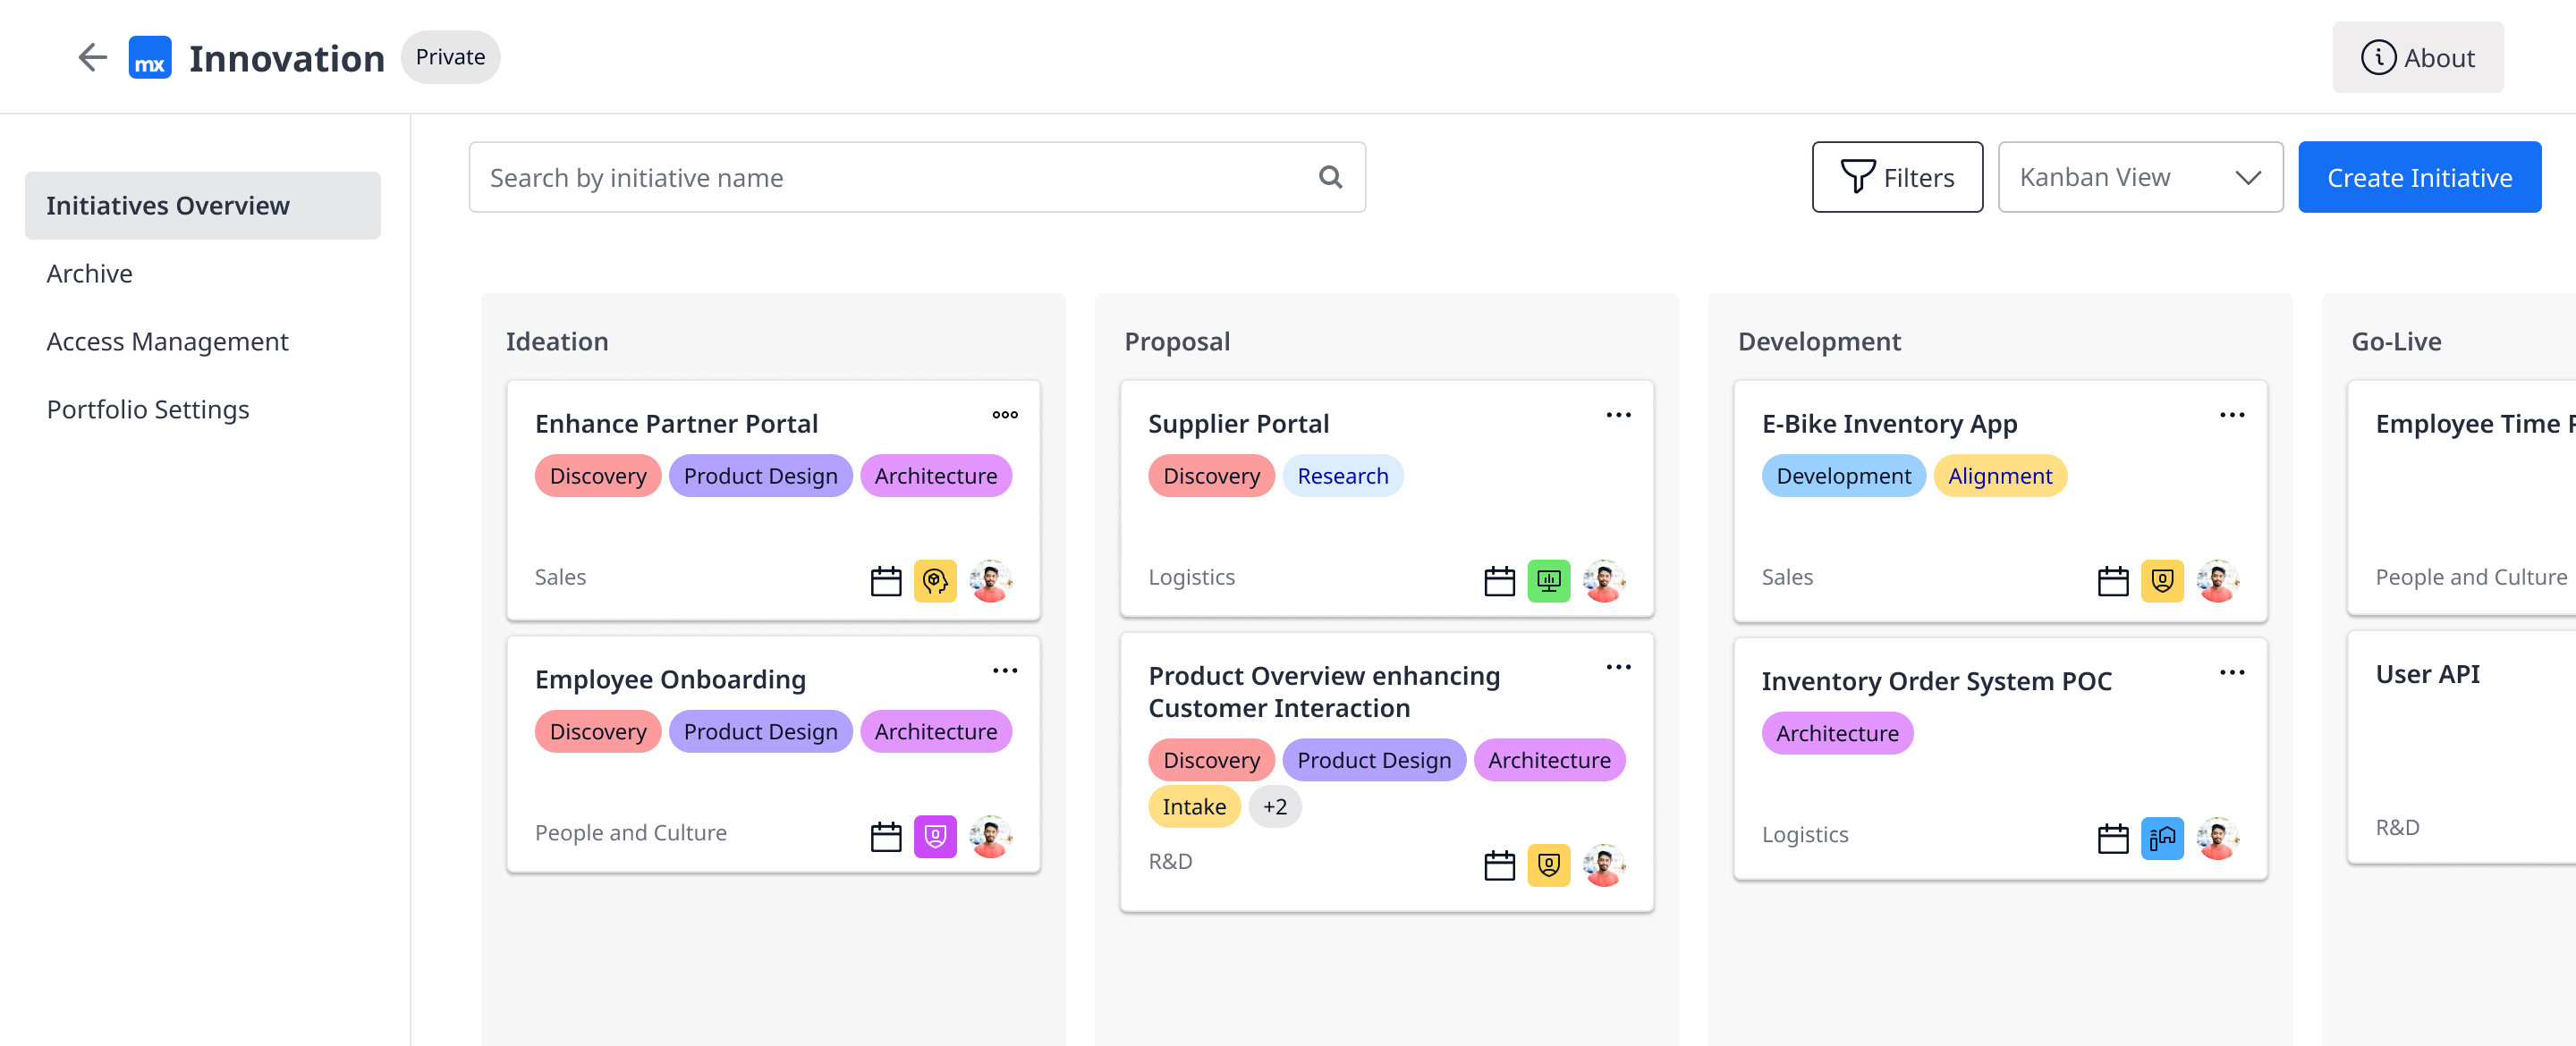 mx Innovation Private
About
Search by initiative name
Filters
Kanban View
Create Initiative
Initiatives Overview
Archive
Access Management
Portfolio Settings
Ideation
Enhance Partner Portal
Discovery Product Design Architecture
Sales
Employee Onboarding
Discovery Product Design Architecture
People and Culture
Proposal
Supplier Portal
Discovery Research
Logistics
Product Overview enhancing
Customer Interaction
Discovery Product Design Architecture
Intake +2
R&D
Development
E-Bike Inventory App
Development Alignment
Sales
Inventory Order System POC
Architecture
Logistics
Go-Live
Employee Time
People and Culture
User API
R&D